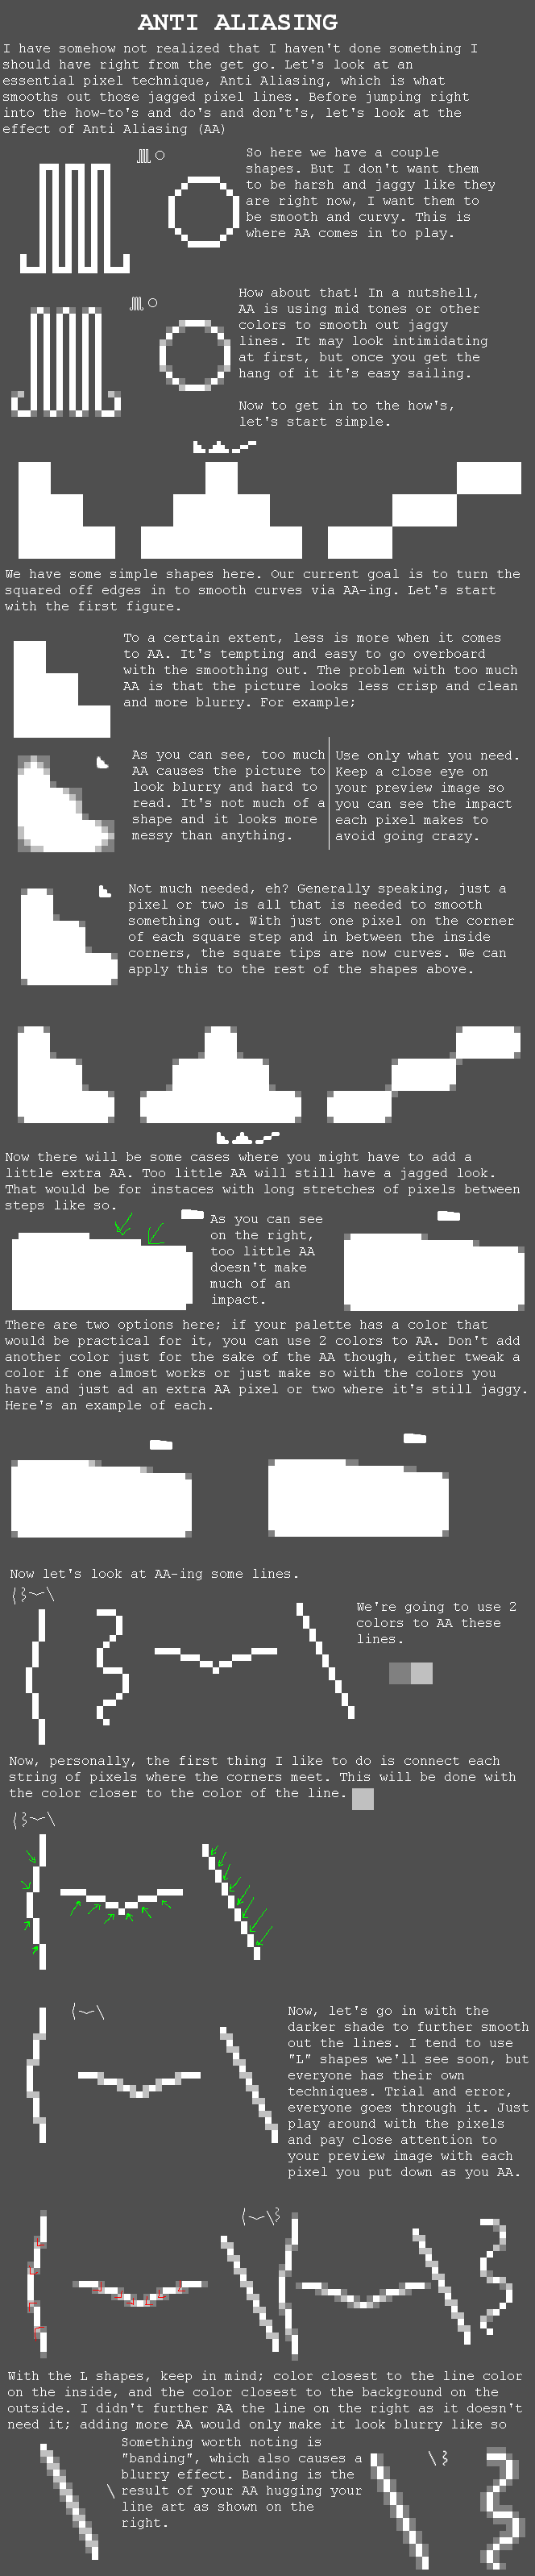 ANTI ALIASING
I have somehow not realized that I haven't done something I
should have right from the get go. Let's look at an
essential pixel technique, Anti Aliasing, which is what
smooths out those jagged pixel lines. Before jumping right
into the how-to's and do's and don't's, let's look at the
effect of Anti Aliasing (AA)
So here we have a couple
shapes. But I don't want them
to be harsh and jaggy like they
are right now, I want them to
be smooth and curvy. This is
where AA comes in to play.
How about that! In a nutshell,
AA is using mid tones or other
colors to smooth out jaggy
lines. It may look intimidating
at first, but once you get the
hang of it it's easy sailing.
Now to get in to the how's,
let's start simple.
We have some simple shapes here. Our current goal is to turn the
squared off edges in to smooth curves via AA-ing. Let's start
with the first figure.
To a certain extent, less is more when it comes
to AA. It's tempting and easy to go overboard
with the smoothing out. The problem with too much
AA is that the picture looks less crisp and clean
and more blurry. For example;
As you can see, too much
AA causes the picture to
look blurry and hard to
read. It's not much of a
shape and it looks more
messy than anything.
Use only what you need.
Keep a close eye on
your preview image so
you can see the impact
each pixel makes to
avoid going crazy.
Not much needed, eh? Generally speaking, just a
pixel or two is all that is needed to smooth
something out. With just one pixel on the corner
of each square step and in between the inside
corners, the square tips are now curves. We can
apply this to the rest of the shapes above.
Now there will be some cases where you might have to add a
little extra AA. Too little AA will still have a jagged look.
That would be for instaces with long stretches of pixels between
steps like so.
As you can see
on the right,
too little AA
doesn't make
much of an
impact.
There are two options here; if your palette has a color that
would be practical for it, you can use 2 colors to AA. Don't add
another color just for the sake of the AA though, either tweak a
color if one almost works or just make so with the colors you
have and just ad an extra AA pixel or two where it's still jaggy.
Here's an example of each.
Now let's look at AA-ing some lines.
We're going to use 2
colors to AA these
lines.
Now, personally, the first thing I like to do is connect each
string of pixels where the corners meet. This will be done with
the color closer to the color of the line.
Now, let's go in with the
darker shade to further smooth
out the lines. I tend to use
"L" shapes we'll see soon, but
everyone has their own
techniques. Trial and error,
everyone goes through it. Just
play around with the pixels
and pay close attention to
your preview image with each
pixel you put down as you AA.
With the L shapes, keep in mind; color closest to the line color
on the inside, and the color closest to the background on the
outside. I didn't further AA the line on the right as it doesn't
need it; adding more AA would only make it look blurry like so
Something worth noting is
"banding", which also causes a
blurry effect. Banding is the
result of your AA hugging your
line art as shown on the
right.